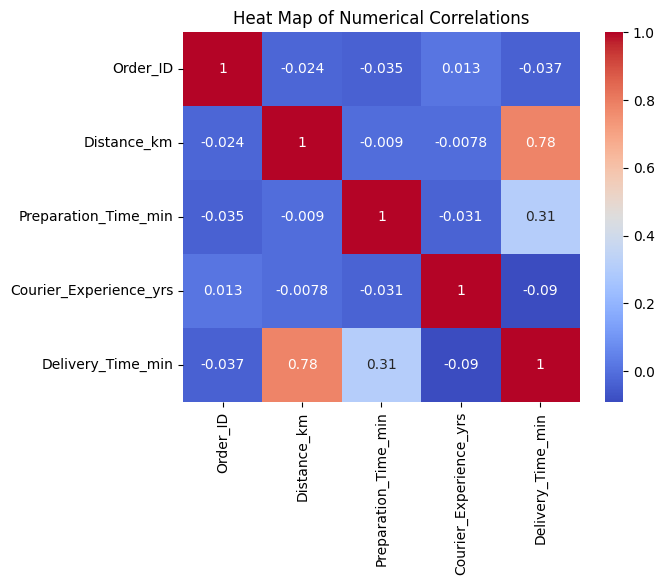 Heat Map of Numerical Correlations
Order_ID 1 -0.024 -0.035 0.013 -0.037
Distance_km -0.024 1 -0.009 -0.0078 0.78
Preparation_Time_min -0.035 -0.009 1 -0.031 0.31
Courier_Experience_yrs 0.013 -0.0078 -0.031 1 -0.09
Delivery_Time_min -0.037 0.78 0.31 -0.09 1
Order_ID
Distance_km
Preparation_Time_min
Courier_Experience_yrs
Delivery_Time_min
1.0
0.8
0.6
0.4
0.2
0.0